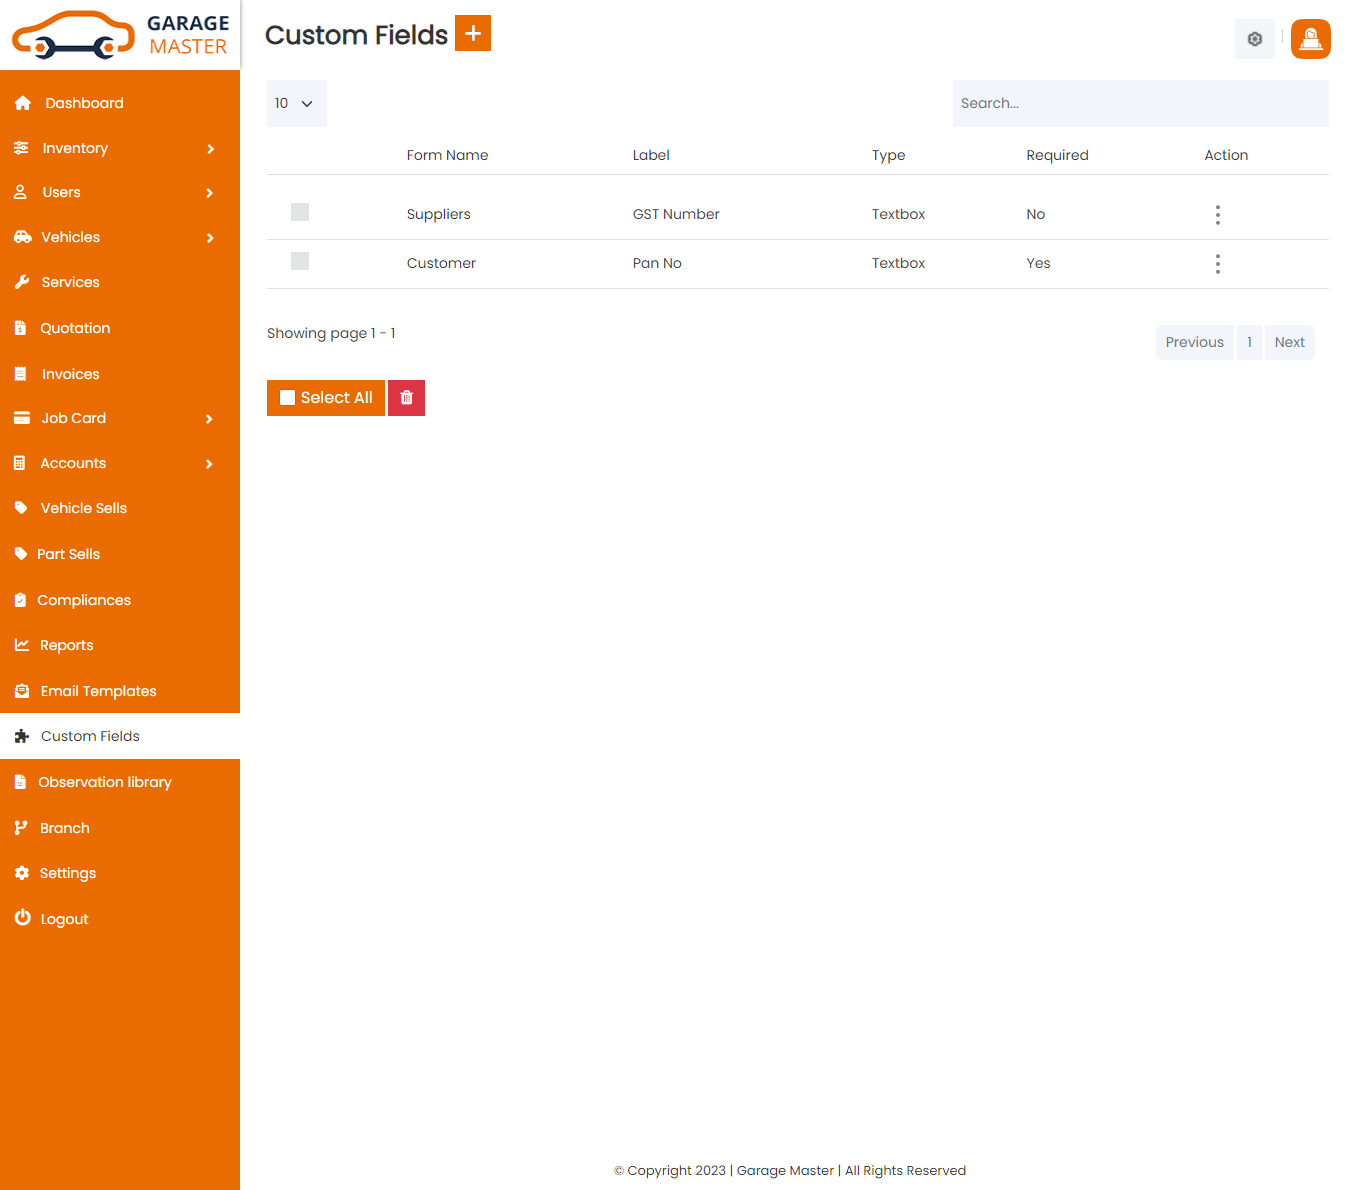 GARAGE
MASTER
Dashboard
Inventory
Users
Vehicles
Services
Quotation
Invoices
Job Card
Accounts
Vehicle Sells
Part Sells
Compliances
Reports
Email Templates
Custom Fields
Observation library
Branch
Settings
Logout
Custom Fields +
10
Search...
Form Name Label Type Required Action
Suppliers GST Number Textbox No
Customer Pan No Textbox Yes
Showing page 1 - 1
Previous 1 Next
Select All
© Copyright 2023 | Garage Master | All Rights Reserved